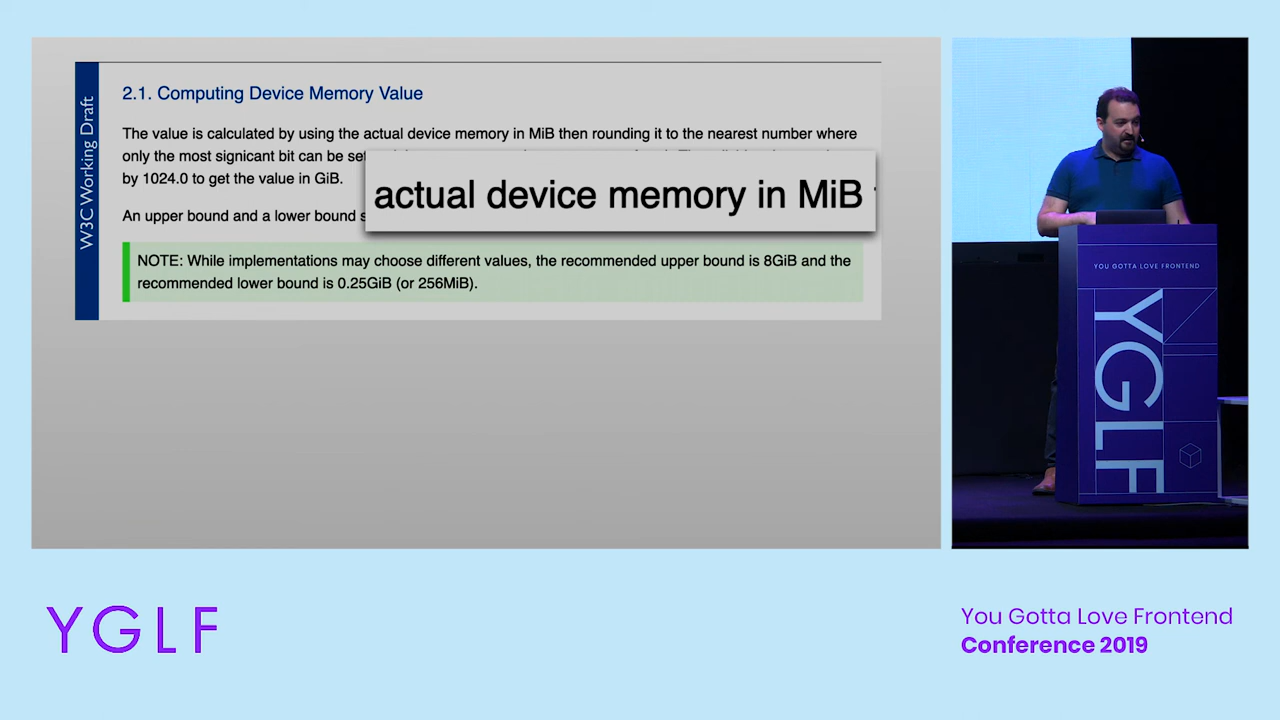 W3C Working Draft
2.1. Computing Device Memory Value
The value is calculated by using the actual device memory in MiB then rounding it to the nearest number where
only the most signicant bit can be set
by 1024.0 to get the value in GiB.
actual device memory in MiB
An upper bound and a lower bound s
NOTE: While implementations may choose different values, the recommended upper bound is 8GiB and the
recommended lower bound is 0.25GiB (or 256MiB).
YOU GOTTA LOVE FRONTEND
YGLF
YGLF
You Gotta Love Frontend
Conference 2019